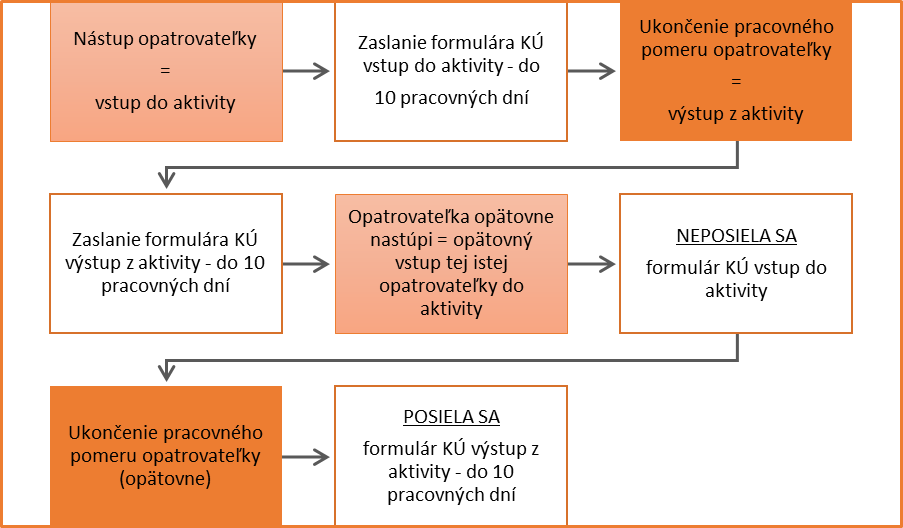 Nástup opatrovateľky
=
vstup do aktivity
Zaslanie formulára KÚ
vstup do aktivity - do
10 pracovných dní
Ukončenie pracovného
pomeru opatrovateľky
=
výstup z aktivity
Zaslanie formulára KÚ
výstup z aktivity - do 10
pracovných dní
Opatrovateľka opätovne
nastúpi = opätovný
vstup tej istej
opatrovateľky do
aktivity
NEPOSIELA SA
formulár KÚ vstup do
aktivity
Ukončenie pracovného
pomeru opatrovateľky
(opätovne)
POSIELA SA
formulár KÚ výstup z
aktivity - do 10
pracovných dní